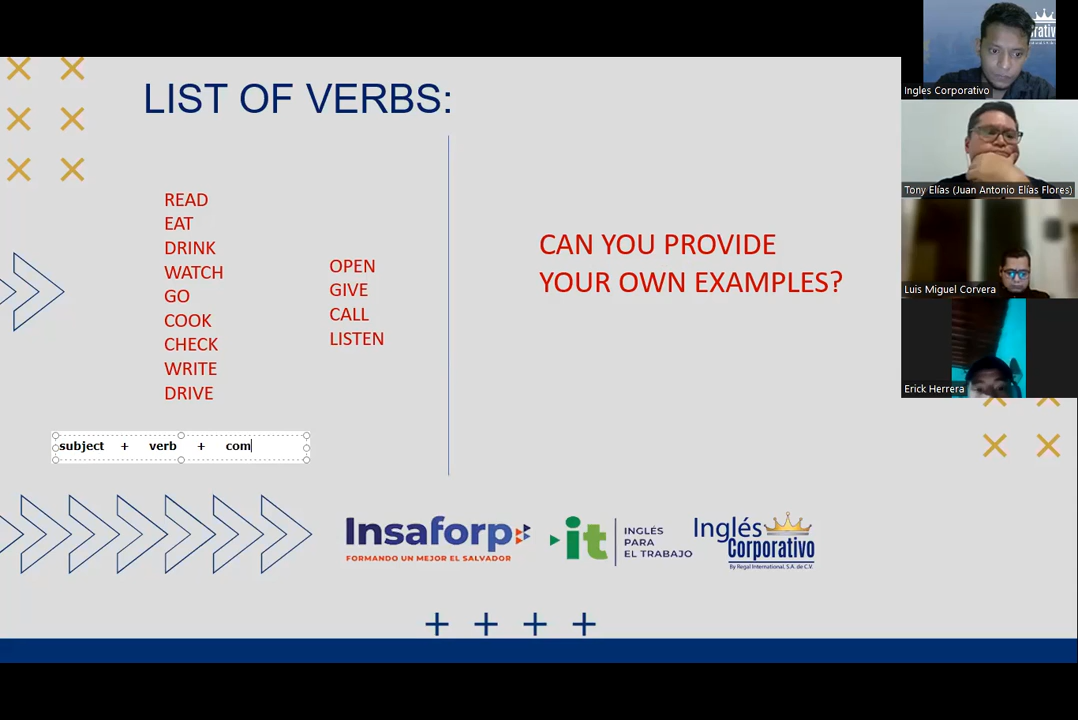 LIST OF VERBS:
READ
EAT
DRINK
WATCH
GO
COOK
CHECK
WRITE
DRIVE
OPEN
GIVE
CALL
LISTEN
subject + verb + com
CAN YOU PROVIDE
YOUR OWN EXAMPLES?
Insaforp
FORMANDO UN MEJOR EL SALVADOR
it
INGLÉS
PARA
EL TRABAJO
Inglés
Corporativo
By Regal International, S.A. de C.V.
Ingles Corporativo
Tony Elías (Juan Antonio Elías Flores)
Luis Miguel Corvera
Erick Herrera